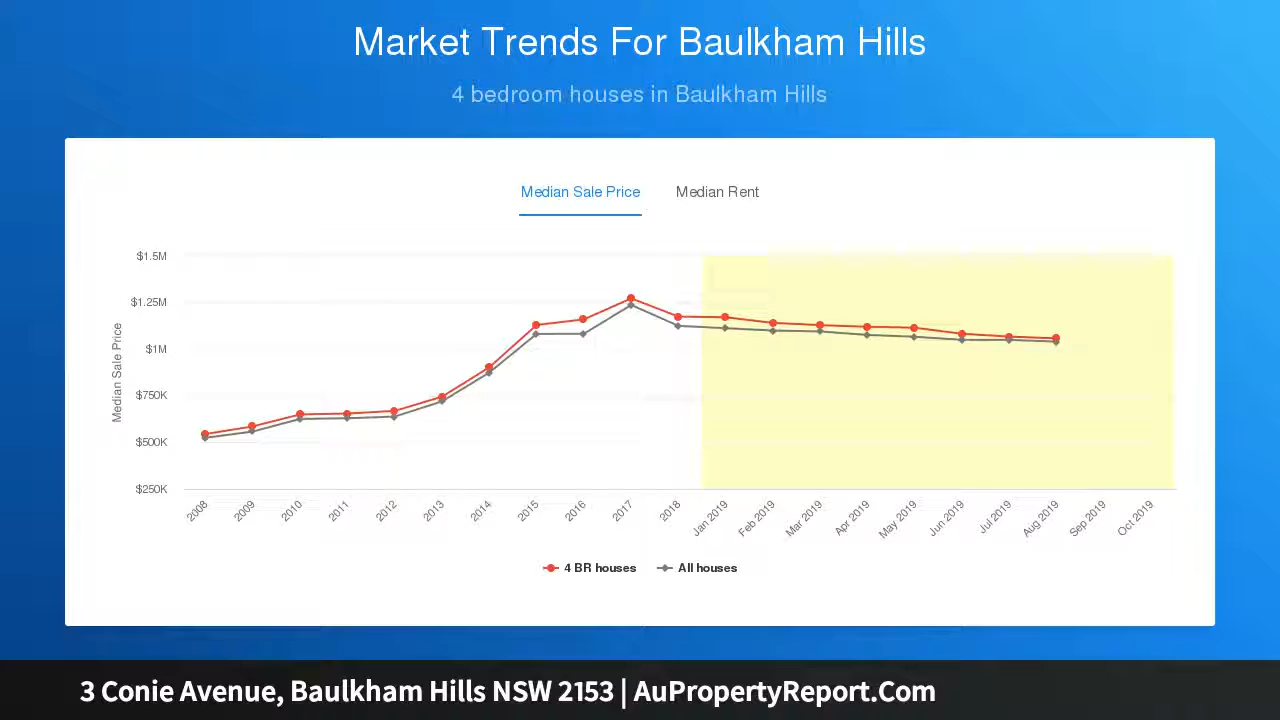 Market Trends For Baulkham Hills
4 bedroom houses in Baulkham Hills
Median Sale Price Median Rent
$1.5M
$1.25M
$1M
$750K
$500K
$250K
Median Sale Price
2008 2009 2010 2011 2012 2013 2014 2015 2016 2017 2018 Jan 2019 Feb 2019 Mar 2019 Apr 2019 May 2019 Jun 2019 Jul 2019 Aug 2019 Sep 2019 Oct 2019
4 BR houses All houses
3 Conie Avenue, Baulkham Hills NSW 2153 | AuPropertyReport.Com